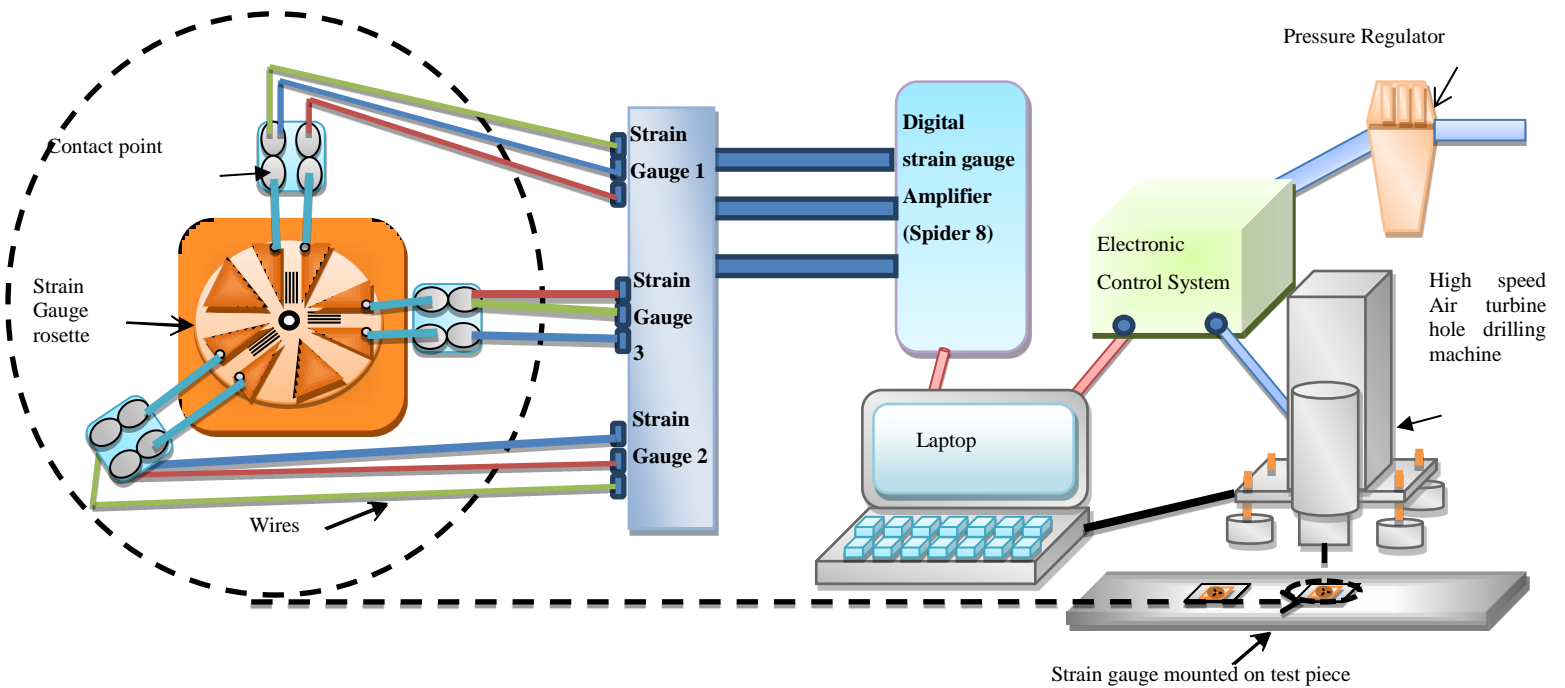 Pressure Regulator
Contact point
Strain
Gauge 1
Digital
strain gauge
Amplifier
(Spider 8)
Electronic
Control System
Strain
Gauge
rosette
Strain
Gauge
3
High speed
Air turbine
hole drilling
machine
Strain
Gauge 2
Laptop
Wires
Strain gauge mounted on test piece